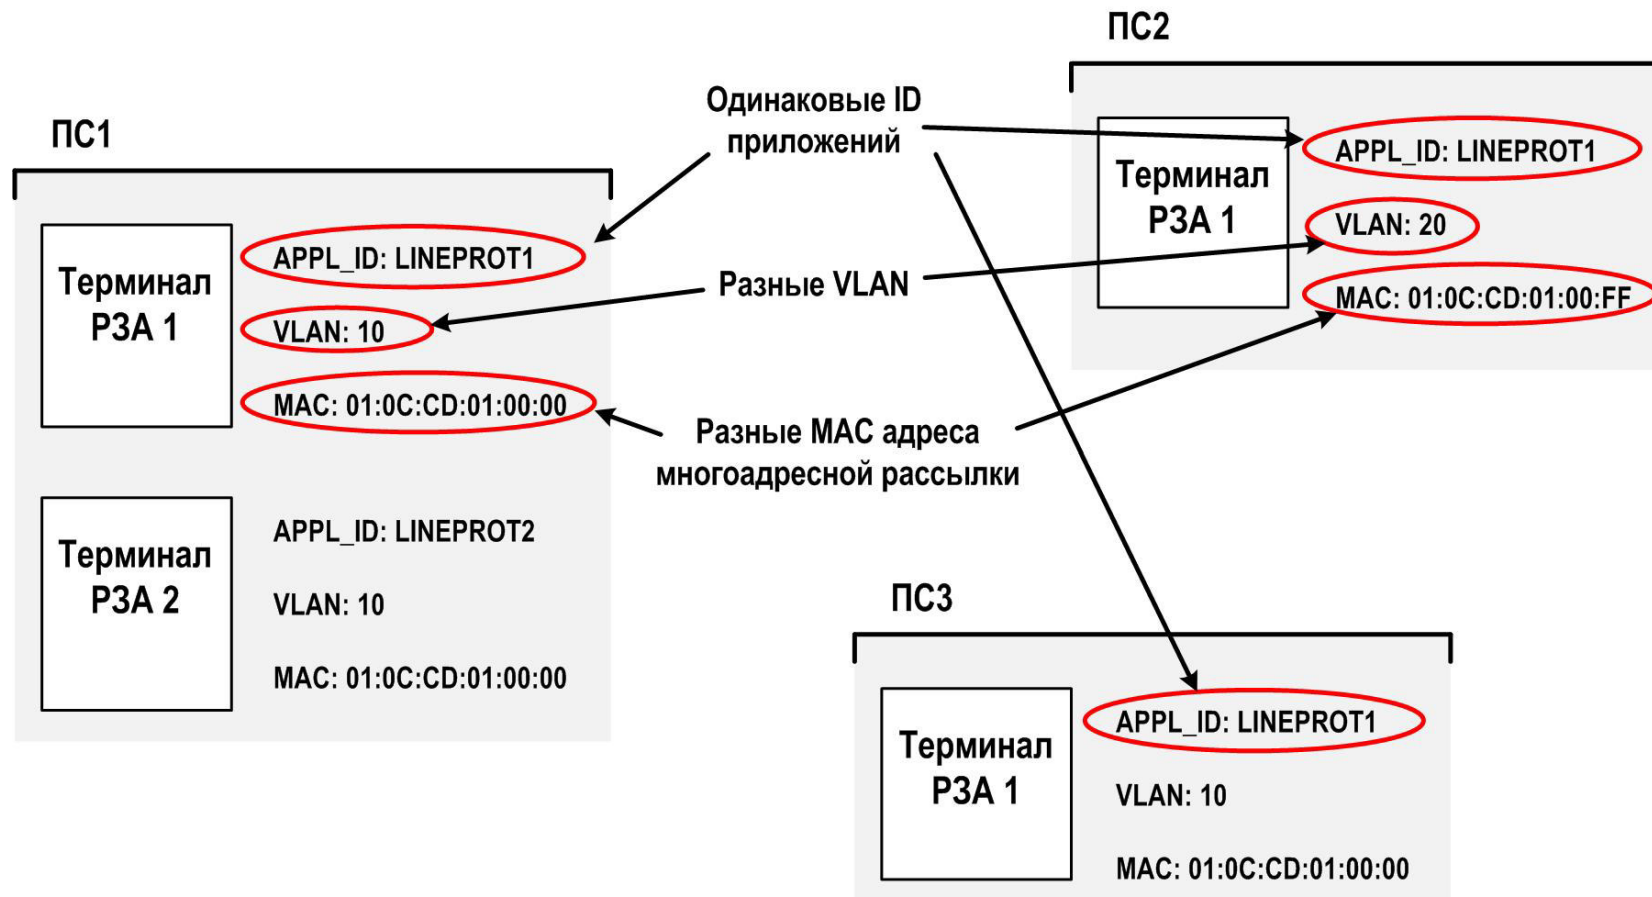 ПС1
Терминал
РЗА 1
APPL_ID: LINEPROT1
VLAN: 10
MAC: 01:0C:CD:01:00:00
Терминал
РЗА 2
APPL_ID: LINEPROT2
VLAN: 10
MAC: 01:0C:CD:01:00:00
Одинаковые ID
приложений
Разные VLAN
Разные MAC адреса
многоадресной рассылки
ПС2
Терминал
РЗА 1
APPL_ID: LINEPROT1
VLAN: 20
MAC: 01:0C:CD:01:00:FF
ПС3
Терминал
РЗА 1
APPL_ID: LINEPROT1
VLAN: 10
MAC: 01:0C:CD:01:00:00